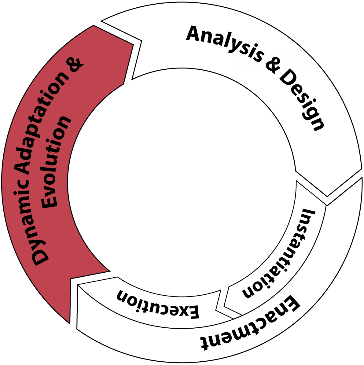 Analysis & Design
Instantiation
Enactment
Execution
Dynamic Adaptation &
Evolution